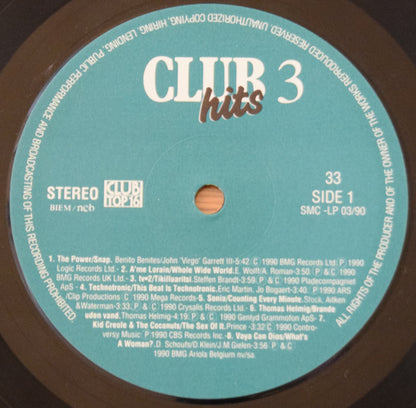 UNAUTHORIZED COPYING, HIRING, LENDING, PUBLIC PERFORMANCE AND BROADCASTING OF THIS RECORDING PROHIBITED.
ALL RIGHTS OF THE PRODUCER AND OF THE OWNER OF THE WORKS REPRODUCED RESERVED.
CLUB 3
hits
33
STEREO
CLUB
TOP 16
SIDE 1
BIEM/ncb
SMC -LP 03/90
1. The Power/Snap. Benito Benites/John "Virgo" Garrett III-5:42 C 1990 BMG Records Ltd P 1990
Logic Records Ltd - 2. A'me Lorain/Whole Wide World. E. Wolff/A. Roman-3:50 P & C 1990
BMG Records UK Ltd - 3. Iv=2/Tikifivarilsi.Steffen Brandt-3:59 P & C 1990 Pladecompagniet
ApS - 4. Technotronic/This Beat Is Technotronic.Eric Martin. Jo Bogaert-3:40 P 1990 ARS
(Clip Productions C 1990 Mega Records 5. Sonia/Counting Every Minute.Stock, Aitken
&Waterman-3:33 P & C 1990 Crysalis Records Ltd - 6. Thomas Helmig/Brande
uden vand.Thomas Helmig-4:19 P & C 1990 Genlyd Grammofon ApS - 7.
Kid Creole & The Coconuts/The Sex Of It.Prince -3:32 C 1990 Contro-
versy Music P 1990 CBS Records Inc. - 8. Vaya Con Dios/What's
A Woman?.D. Schoufs/D.Klein/J.M.Gielen-3:56 P & C
1990 BMG Ariola Belgium nv/sa.